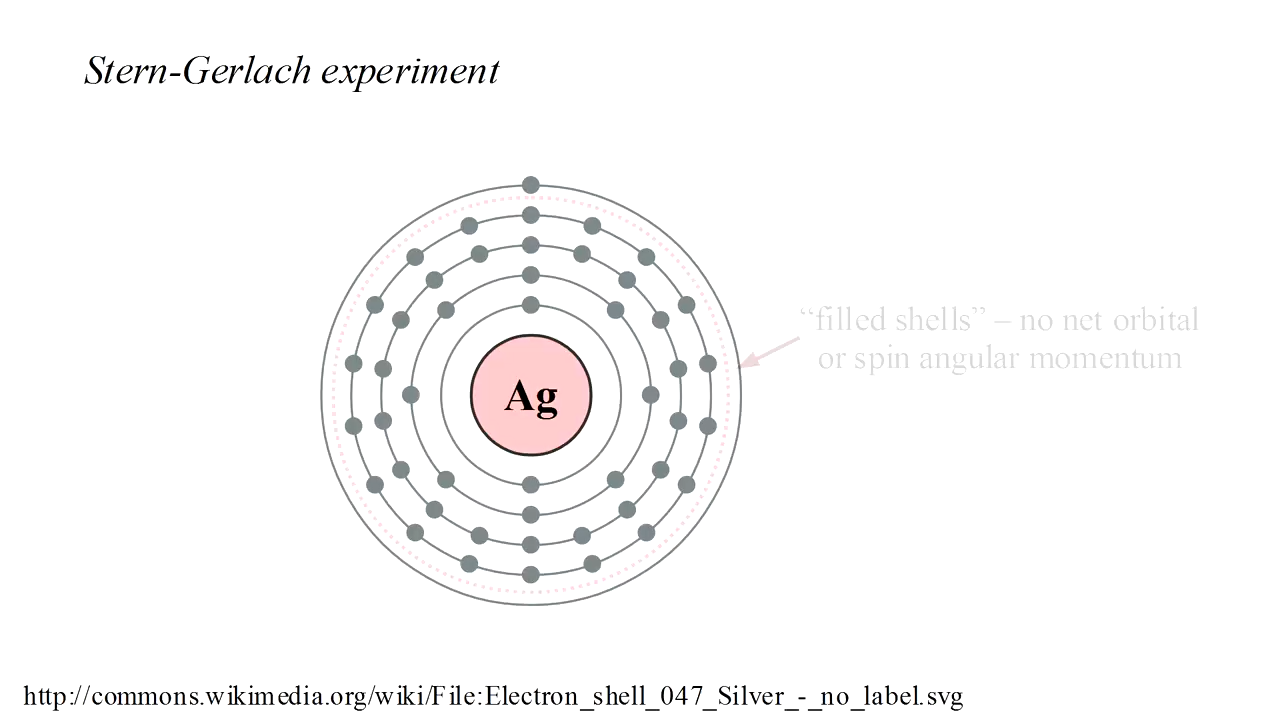 Stern-Gerlach experiment
“filled shells” – no net orbital
or spin angular momentum
Ag
http://commons.wikimedia.org/wiki/File:Electron_shell_047_Silver_-_no_label.svg